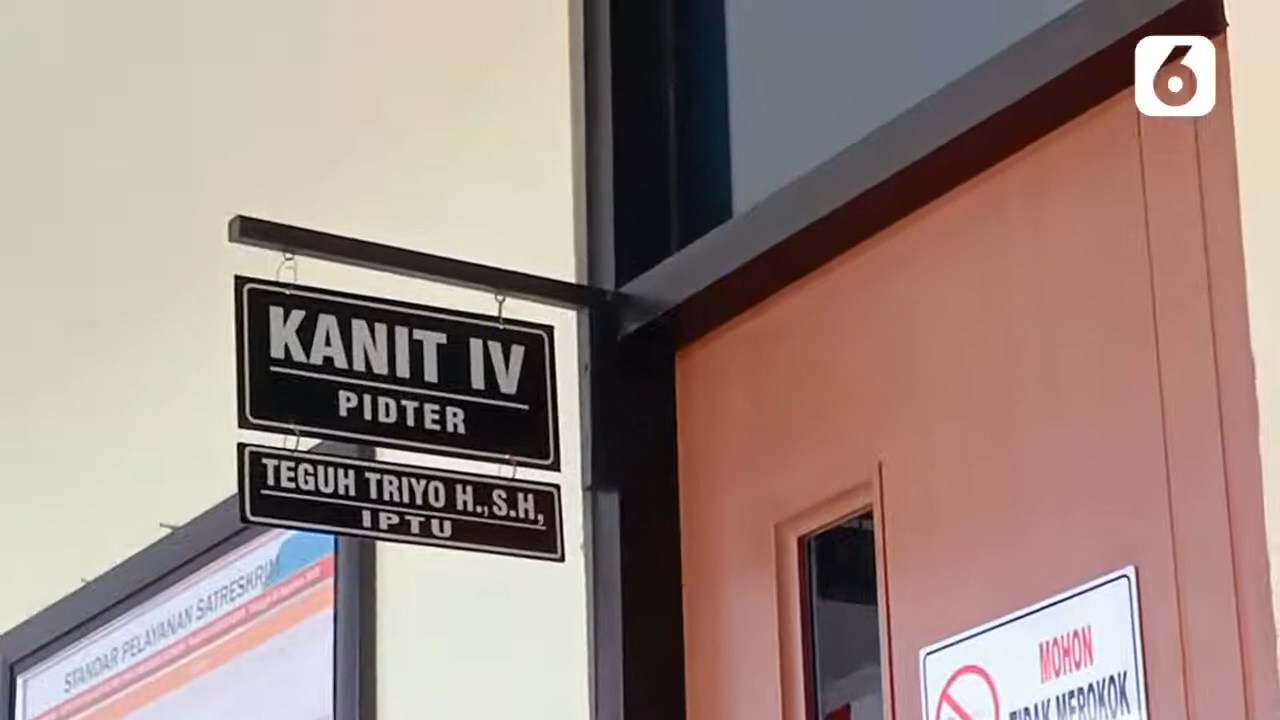 6
KANIT IV
PIDTER
TEGUH TRIYO H.,S.H,
IPTU
STANDAR PELAYANAN SATRESKRIM
MOHON
TIDAK MEROKOK